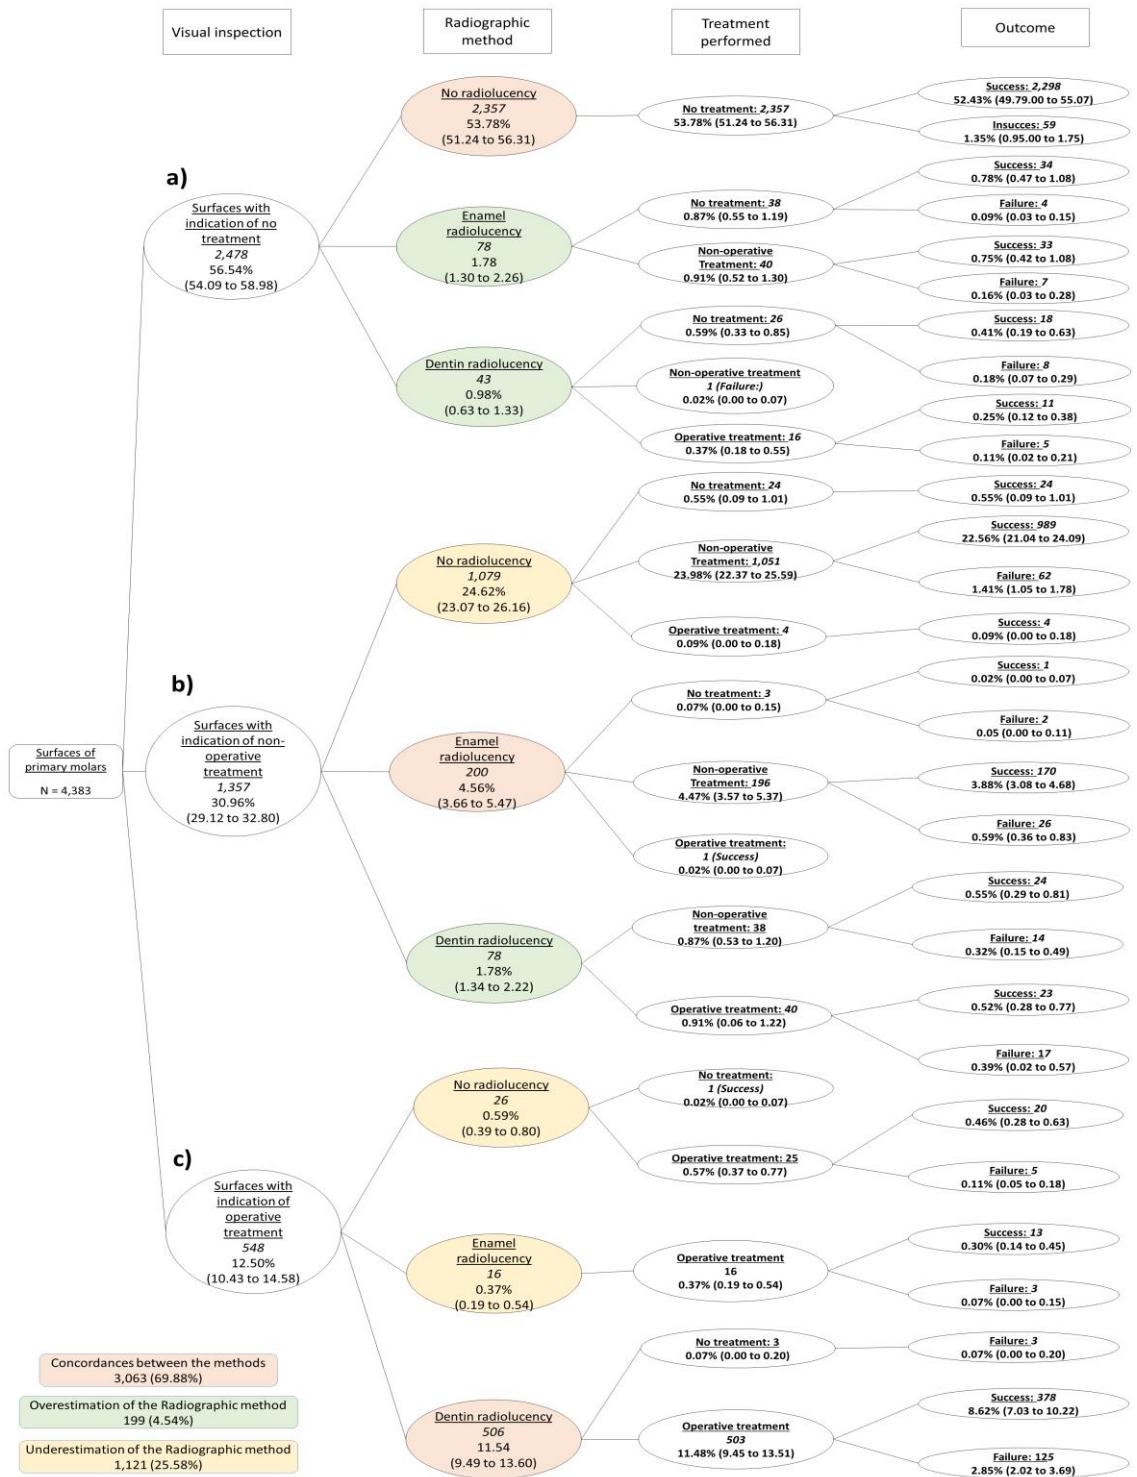 Visual inspection
Radiographic
method
Treatment
performed
Outcome
Surfaces of
primary molars
N = 4,383
a)
Surfaces with
indication of no
treatment
2,478
56.54%
(54.09 to 58.98)
No radiolucency
2,357
53.78%
(51.24 to 56.31)
No treatment: 2,357
53.78% (51.24 to 56.31)
Success: 2,298
52.43% (49.79.00 to 55.07)
Insucces: 59
1.35% (0.95.00 to 1.75)
Enamel
radiolucency
78
1.78
(1.30 to 2.26)
No treatment: 38
0.87% (0.55 to 1.19)
Success: 34
0.78% (0.47 to 1.08)
Failure: 4
0.09% (0.03 to 0.15)
Non-operative
Treatment: 40
0.91% (0.52 to 1.30)
Success: 33
0.75% (0.42 to 1.08)
Failure: 7
0.16% (0.03 to 0.28)
Dentin radiolucency
43
0.98%
(0.63 to 1.33)
No treatment: 26
0.59% (0.33 to 0.85)
Success: 18
0.41% (0.19 to 0.63)
Failure: 8
0.18% (0.07 to 0.29)
Non-operative treatment
1 (Failure:)
0.02% (0.00 to 0.07)
Operative treatment: 16
0.37% (0.18 to 0.55)
Success: 11
0.25% (0.12 to 0.38)
Failure: 5
0.11% (0.02 to 0.21)
b)
Surfaces with
indication of non-
operative
treatment
1,357
30.96%
(29.12 to 32.80)
No radiolucency
1,079
24.62%
(23.07 to 26.16)
No treatment: 24
0.55% (0.09 to 1.01)
Success: 24
0.55% (0.09 to 1.01)
Non-operative
Treatment: 1,051
23.98% (22.37 to 25.59)
Success: 989
22.56% (21.04 to 24.09)
Failure: 62
1.41% (1.05 to 1.78)
Operative treatment: 4
0.09% (0.00 to 0.18)
Success: 4
0.09% (0.00 to 0.18)
Enamel
radiolucency
200
4.56%
(3.66 to 5.47)
No treatment: 3
0.07% (0.00 to 0.15)
Success: 1
0.02% (0.00 to 0.07)
Failure: 2
0.05 (0.00 to 0.11)
Non-operative
Treatment: 196
4.47% (3.57 to 5.37)
Success: 170
3.88% (3.08 to 4.68)
Failure: 26
0.59% (0.36 to 0.83)
Operative treatment:
1 (Success)
0.02% (0.00 to 0.07)
Dentin radiolucency
78
1.78%
(1.34 to 2.22)
Non-operative
treatment: 38
0.87% (0.53 to 1.20)
Success: 24
0.55% (0.29 to 0.81)
Failure: 14
0.32% (0.15 to 0.49)
Operative treatment: 40
0.91% (0.06 to 1.22)
Success: 23
0.52% (0.28 to 0.77)
Failure: 17
0.39% (0.02 to 0.57)
c)
Surfaces with
indication of
operative
treatment
548
12.50%
(10.43 to 14.58)
No radiolucency
26
0.59%
(0.39 to 0.80)
No treatment:
1 (Success)
0.02% (0.00 to 0.07)
Operative treatment: 25
0.57% (0.37 to 0.77)
Success: 20
0.46% (0.28 to 0.63)
Failure: 5
0.11% (0.05 to 0.18)
Enamel
radiolucency
16
0.37%
(0.19 to 0.54)
Operative treatment
16
0.37% (0.19 to 0.54)
Success: 13
0.30% (0.14 to 0.45)
Failure: 3
0.07% (0.00 to 0.15)
Dentin radiolucency
506
11.54
(9.49 to 13.60)
No treatment: 3
0.07% (0.00 to 0.20)
Failure: 3
0.07% (0.00 to 0.20)
Operative treatment
503
11.48% (9.45 to 13.51)
Success: 378
8.62% (7.03 to 10.22)
Failure: 125
2.85% (2.02 to 3.69)
Concordances between the methods
3,063 (69.88%)
Overestimation of the Radiographic method
199 (4.54%)
Underestimation of the Radiographic method
1,121 (25.58%)